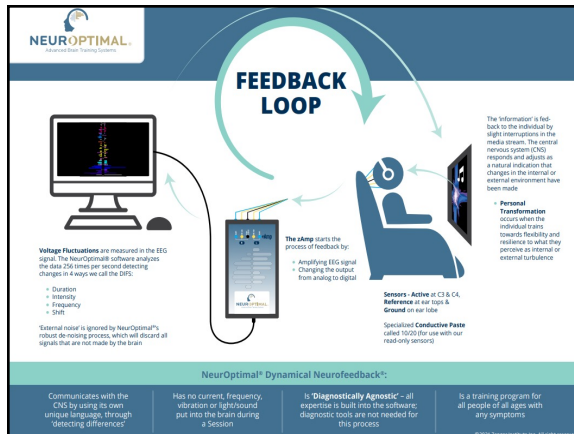 NEUROPTIMAL®
Advanced Brain Training Systems
FEEDBACK
LOOP
The 'information' is fed-
back to the individual by
slight interruptions in the
media stream. The central
nervous system (CNS)
responds and adjusts as
a natural indication that
changes in the internal or
external environment have
been made
• Personal
Transformation
occurs when the
individual trains
towards flexibility and
resilience to what they
perceive as internal or
external turbulence
Voltage Fluctuations are measured in the EEG
signal. The NeurOptimal® software analyzes
the data 256 times per second detecting
changes in 4 ways we call the DIFS:
• Duration
• Intensity
• Frequency
• Shift
'External noise' is ignored by NeurOptimal®'s
robust de-noising process, which will discard all
signals that are not made by the brain
The zAmp starts the
process of feedback by:
• Amplifying EEG signal
• Changing the output
from analog to digital
Sensors - Active at C3 & C4,
Reference at ear tops &
Ground on ear lobe
Specialized Conductive Paste
called 10/20 (for use with our
read-only sensors)
NeurOptimal® Dynamical Neurofeedback®:
Communicates with the
CNS by using its own
unique language, through
'detecting differences'
Has no current, frequency,
vibration or light/sound
put into the brain during
a Session
Is 'Diagnostically Agnostic' – all
expertise is built into the software;
diagnostic tools are not needed for
this process
Is a training program for
all people of all ages with
any symptoms